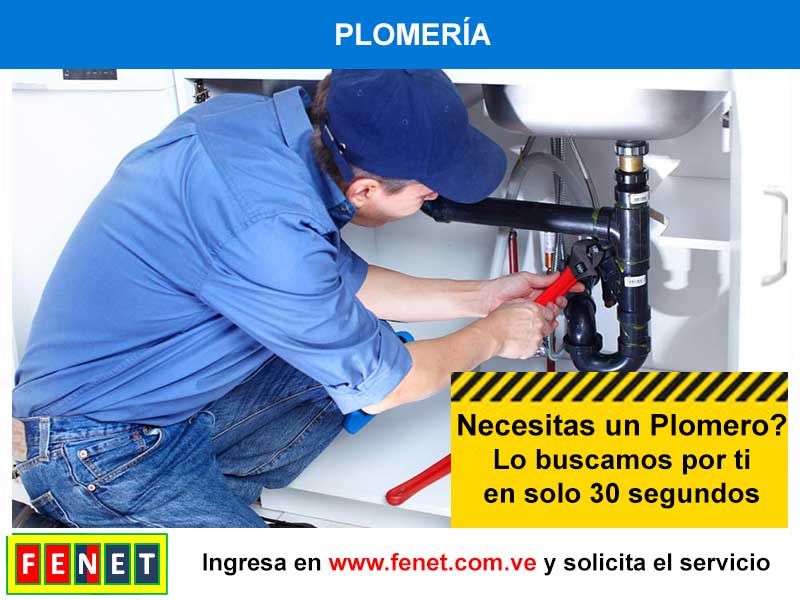 PLOMERÍA
Necesitas un Plomero?
Lo buscamos por ti
en solo 30 segundos
FENET
Ingresa en www.fenet.com.ve y solicita el servicio